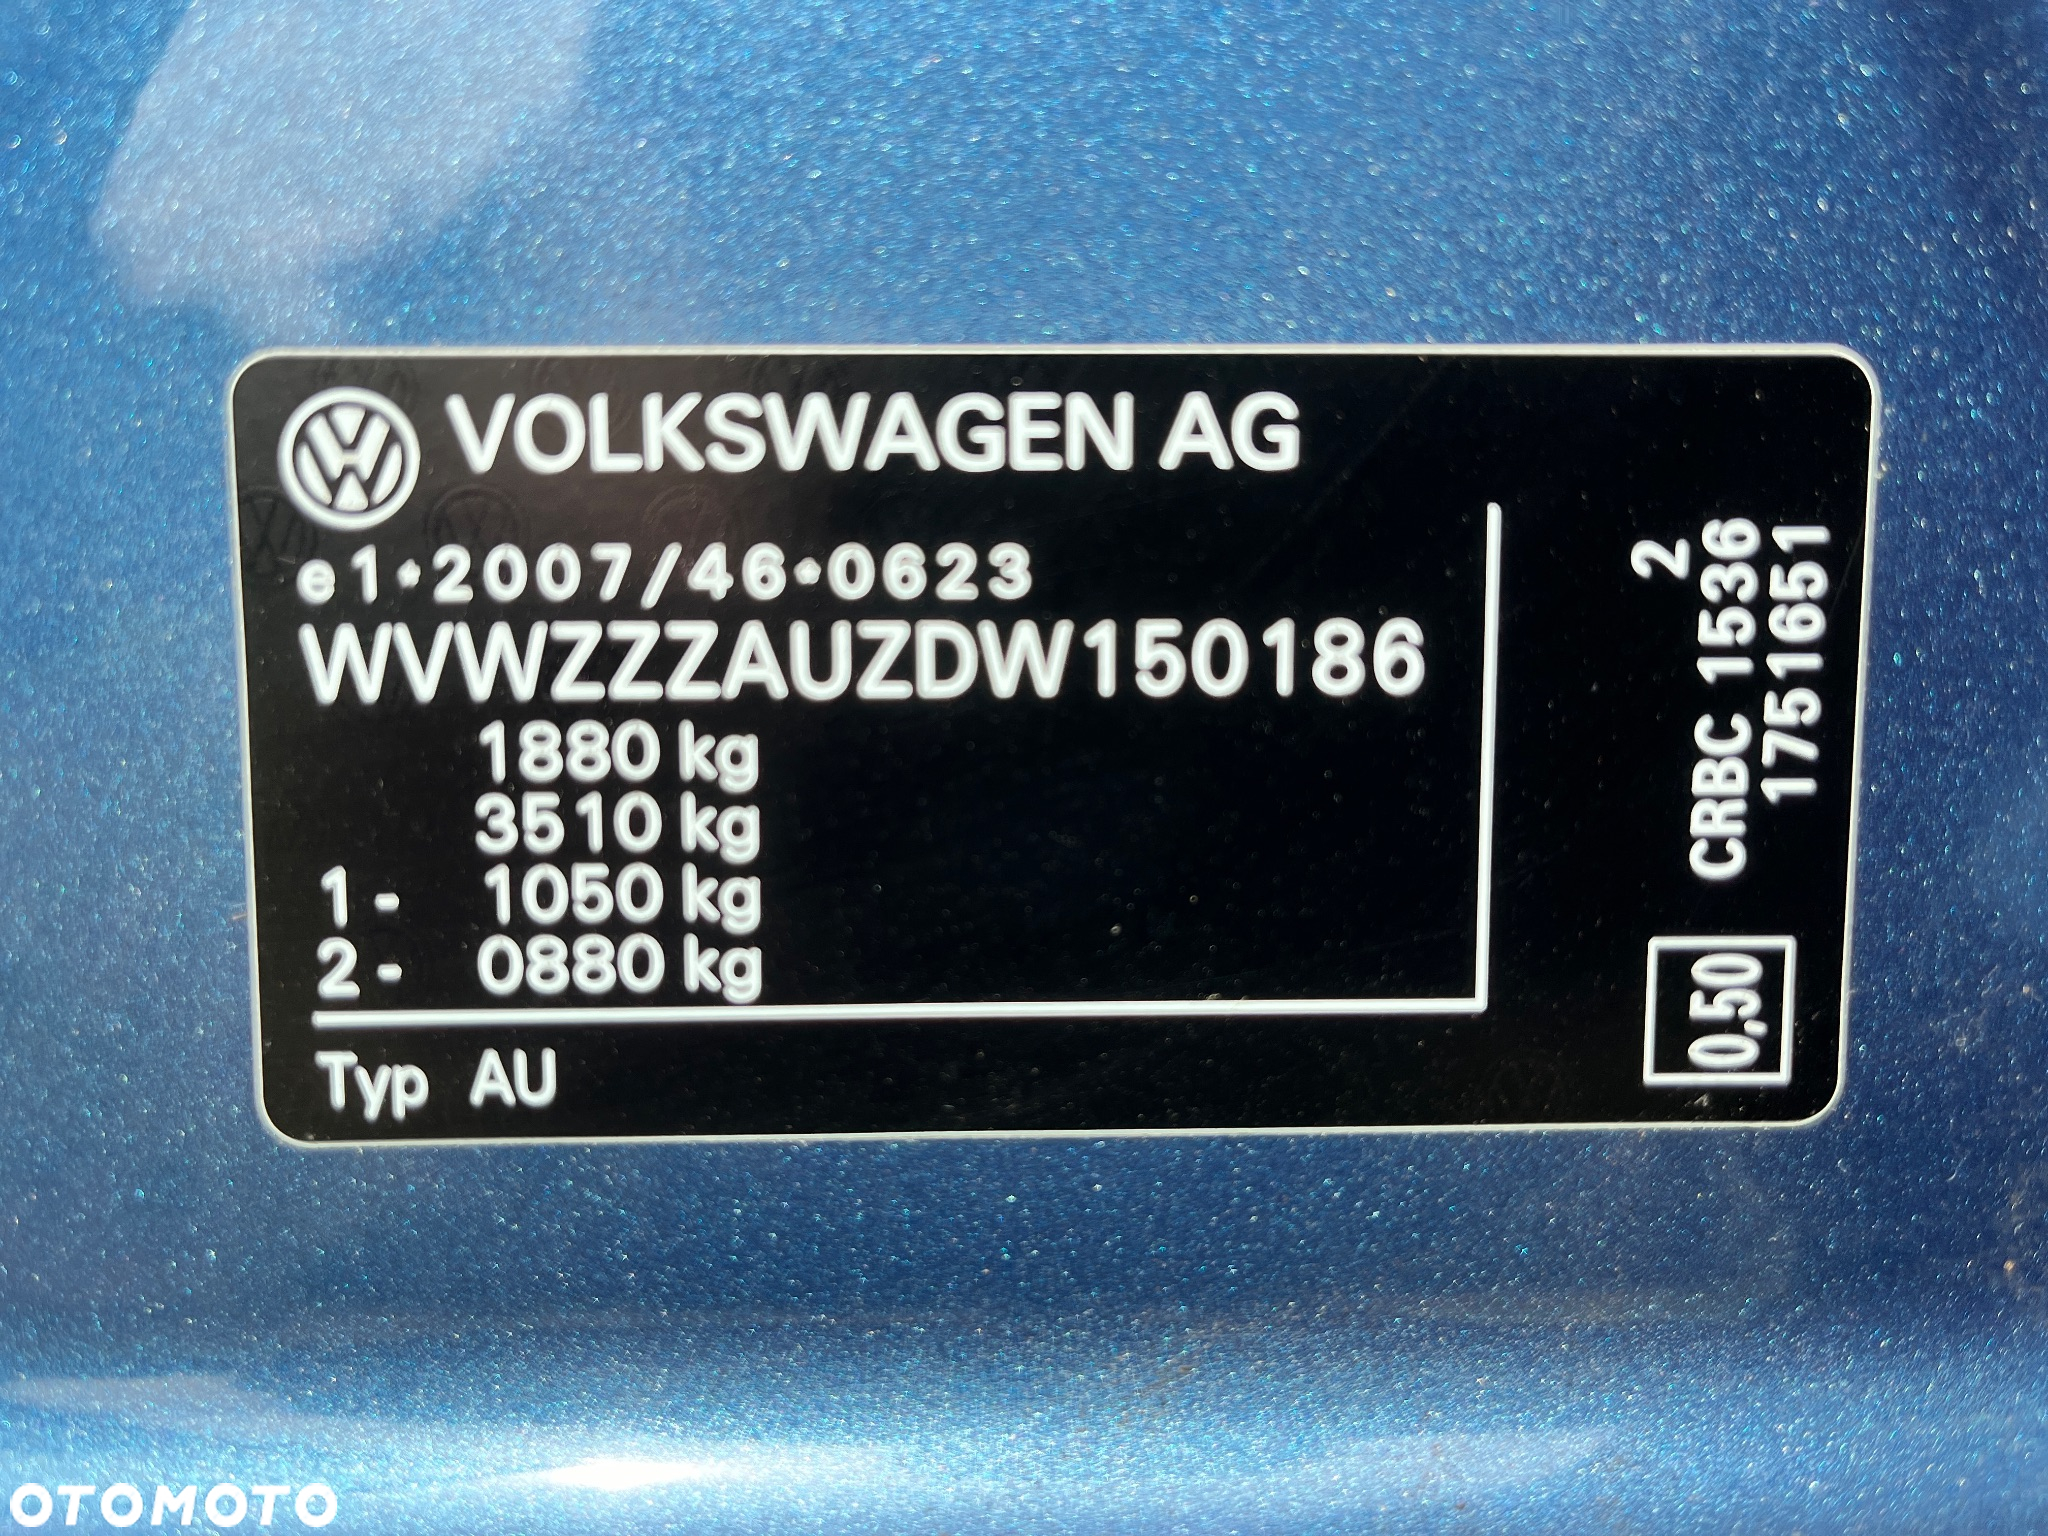 VOLKSWAGEN AG
e1*2007/46*0623
WVWZZZAUZDW150186
1880 kg
3510 kg
1 - 1050 kg
2 - 0880 kg
Typ AU
2
CRBC 1536
1751651
0,50
OTOMOTO